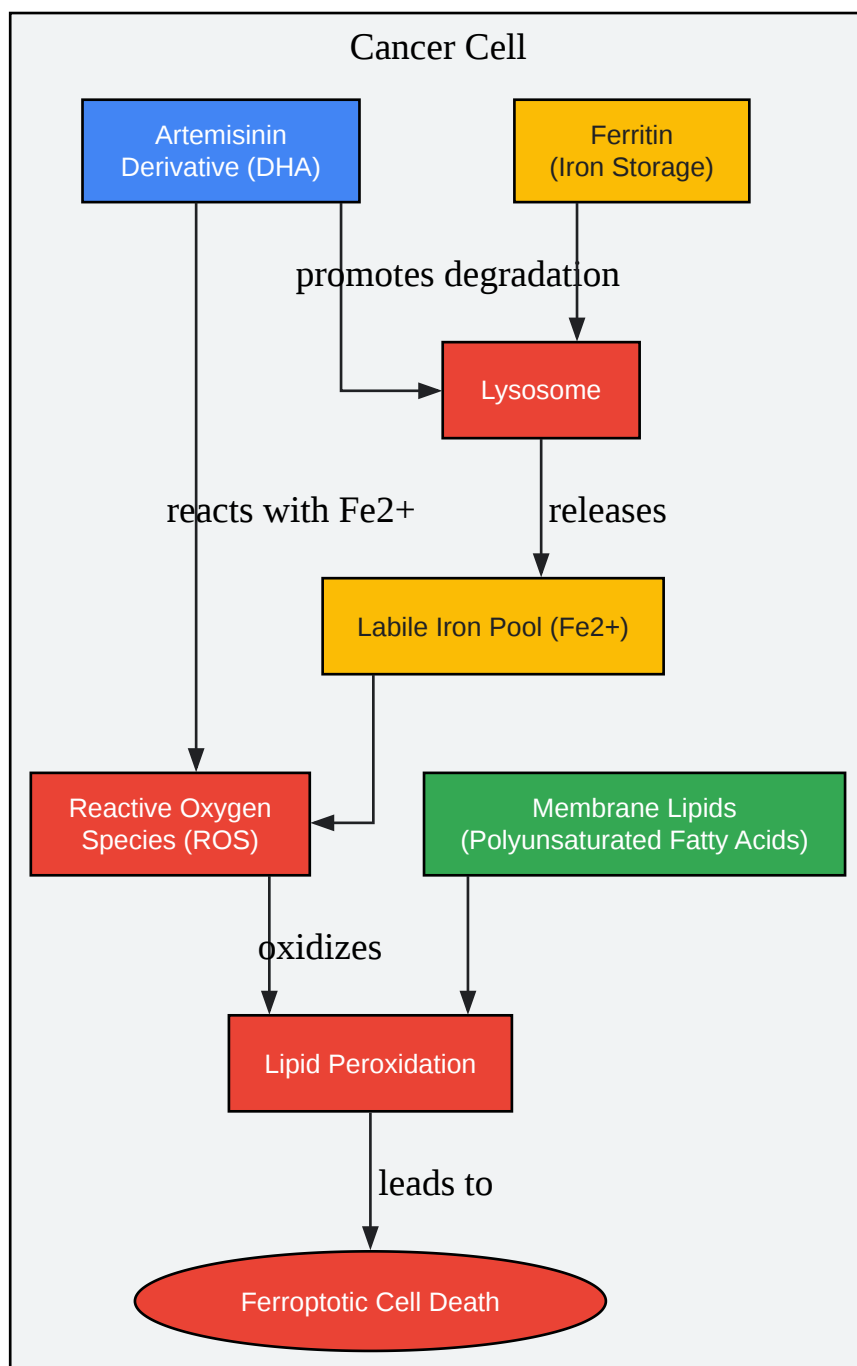 Cancer Cell
Artemisinin
Derivative (DHA)
Ferritin
(Iron Storage)
promotes degradation
Lysosome
reacts with Fe2+
releases
Labile Iron Pool (Fe2+)
Reactive Oxygen
Species (ROS)
Membrane Lipids
(Polyunsaturated Fatty Acids)
oxidizes
Lipid Peroxidation
leads to
Ferroptotic Cell Death